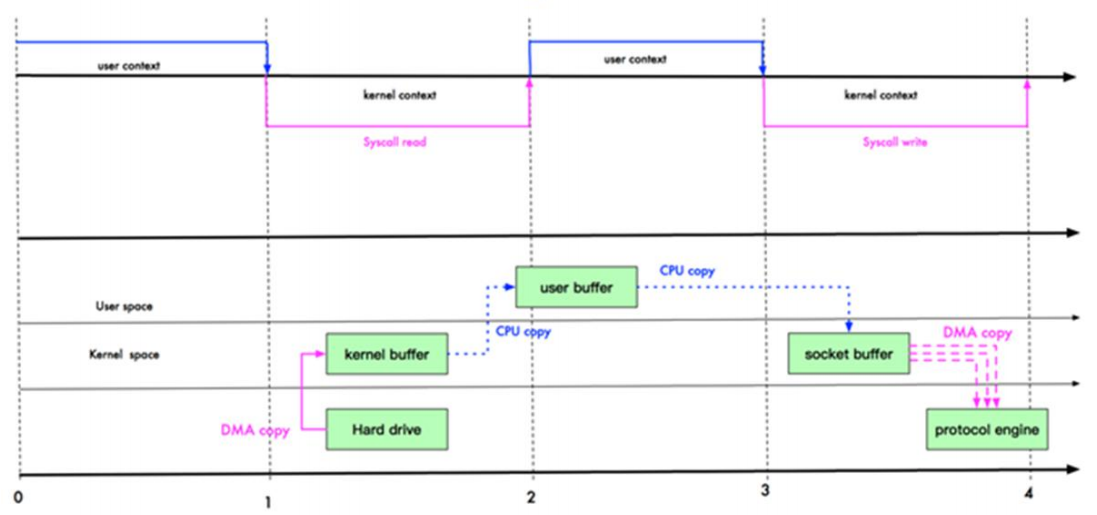 user context
user context
kernel context
kernel context
Syscall read
Syscall write
CPU copy
user buffer
User space
CPU copy
DMA copy
Kernel space
kernel buffer
socket buffer
DMA copy
Hard drive
protocol engine
0
1
2
3
4